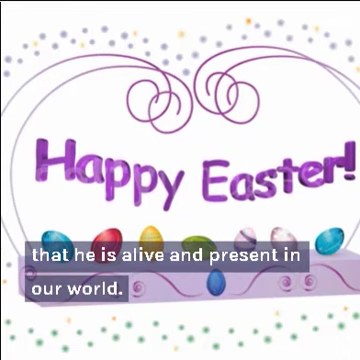 Happy Easter!
that he is alive and present in
our world.